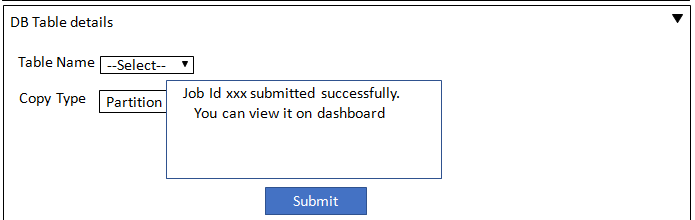 DB Table details
Table Name --Select--
Copy Type Partition
Job Id xxx submitted successfully.
You can view it on dashboard
Submit